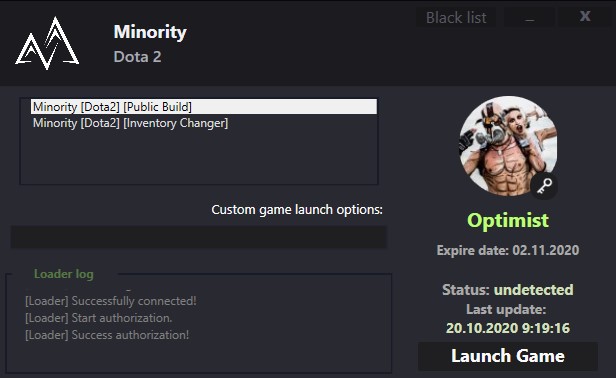 Minority
Dota 2
Black list
_
X
Minority [Dota2] [Public Build]
Minority [Dota2] [Inventory Changer]
Custom game launch options:
Loader log
[Loader] Successfully connected!
[Loader] Start authorization.
[Loader] Success authorization!
Optimist
Expire date: 02.11.2020
Status: undetected
Last update:
20.10.2020 9:19:16
Launch Game